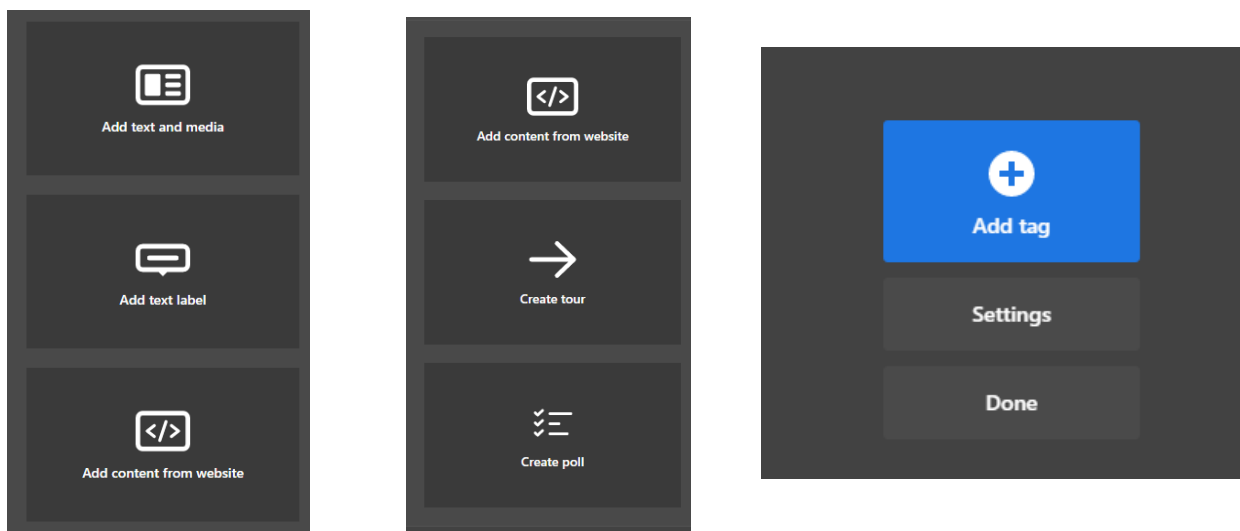 Add text and media
Add text label
Add content from website
Add content from website
Create tour
Create poll
Add tag
Settings
Done